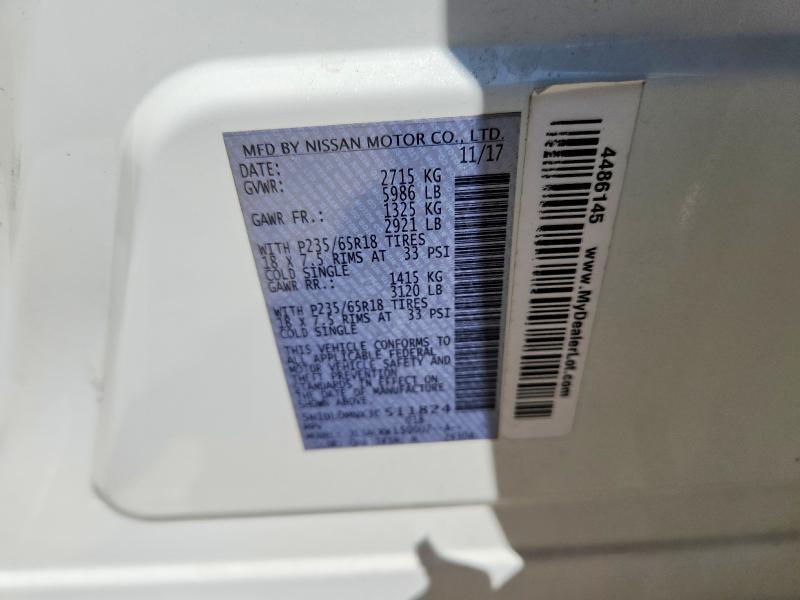 MFD BY NISSAN MOTOR CO., LTD.
DATE: 11/17
GVWR: 2715 KG
5986 LB
GAWR FR.: 1325 KG
2921 LB
WITH P235/65R18 TIRES
18 X 7.5 RIMS AT 33 PSI
COLD SINGLE
GAWR RR.: 1415 KG
3120 LB
WITH P235/65R18 TIRES
18 X 7.5 RIMS AT 33 PSI
COLD SINGLE
THIS VEHICLE CONFORMS TO
ALL APPLICABLE FEDERAL
MOTOR VEHICLE SAFETY AND
THEFT PREVENTION
STANDARDS IN EFFECT ON
THE DATE OF MANUFACTURE
SHOWN ABOVE.
511824
MPV
MODEL:
4486145 www.MyDealerLot.com